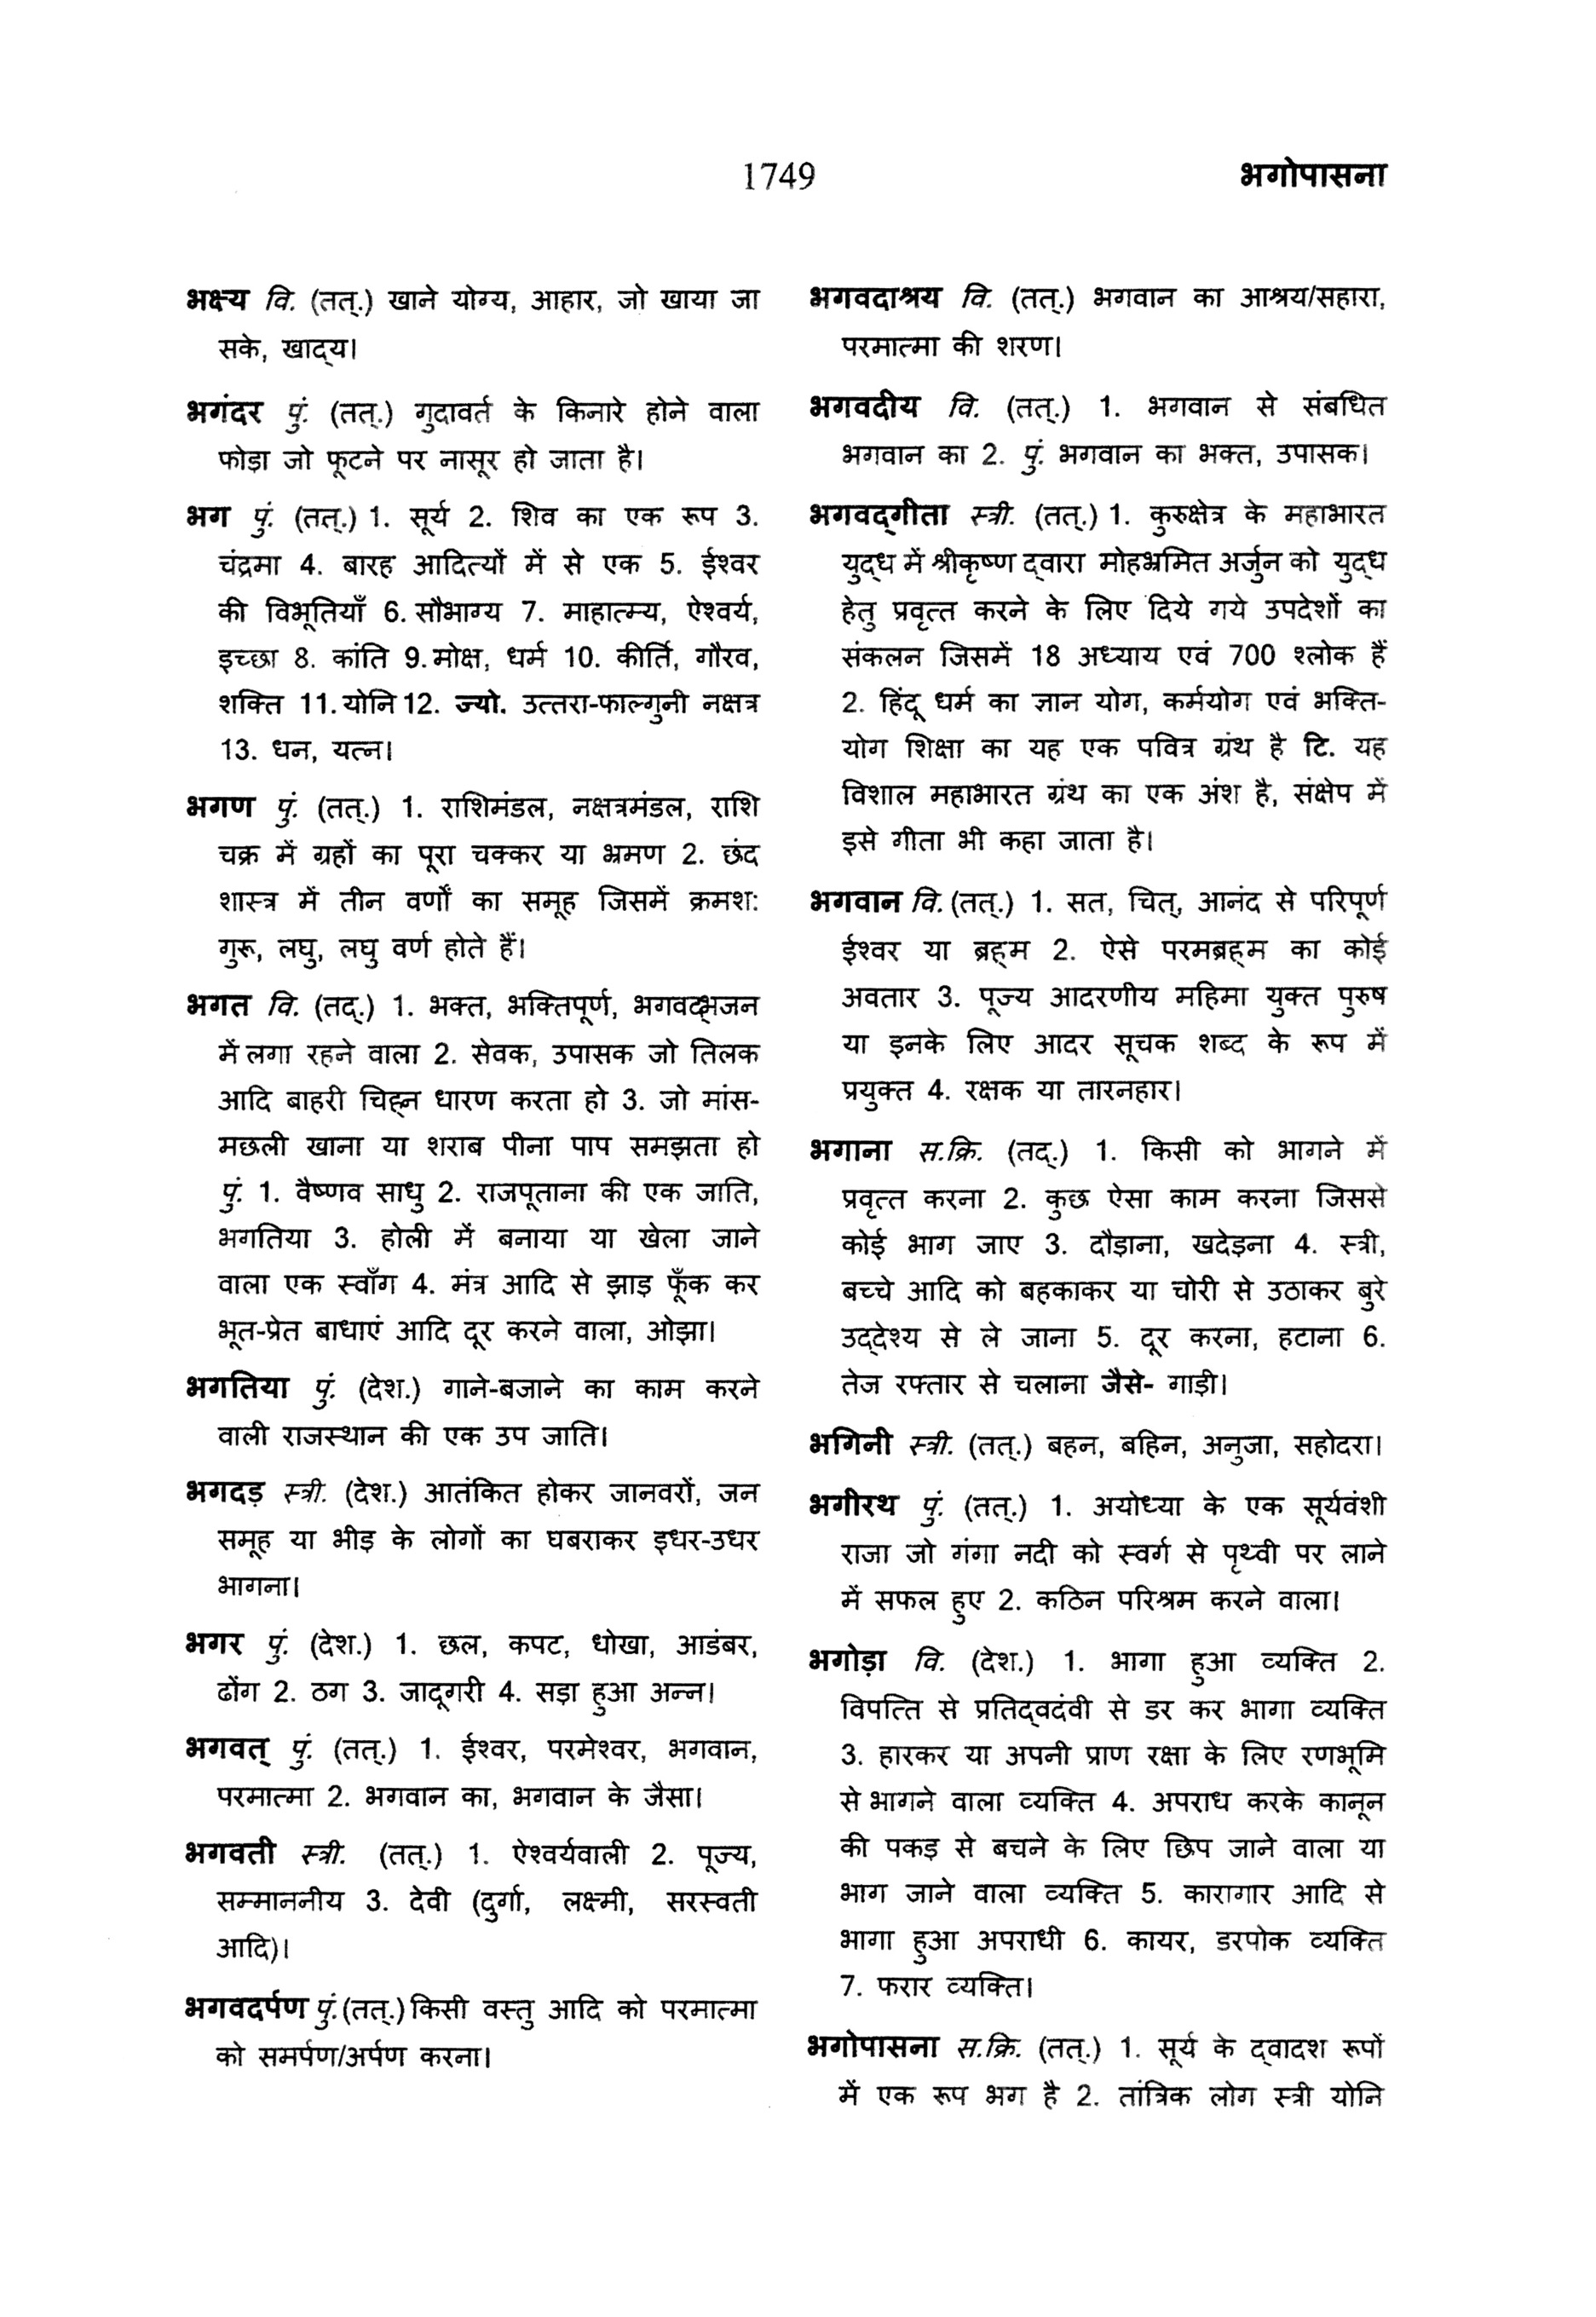 1749
भगोपासना
भक्ष्य वि. (तत्.) खाने योग्य, आहार, जो खाया जा
सके, खाद्‌य।
भगंदर पुं. (तत्.) गुदावर्त के किनारे होने वाला
फोड़ा जो फूटने पर नासूर हो जाता है।
भग पुं. (तत्.) 1. सूर्य 2. शिव का एक रूप 3.
चंद्रमा 4. बारह आदित्यों में से एक 5. ईश्वर
की विभूतियाँ 6. सौभाग्य 7. माहात्म्य, ऐश्वर्य,
इच्छा 8. कांति 9. मोक्ष, धर्म 10. कीर्ति, गौरव,
शक्ति 11. योनि 12. ज्यो. उत्तरा-फाल्गुनी नक्षत्र
13. धन, यत्न।
भगण पुं. (तत्.) 1. राशिमंडल, नक्षत्रमंडल, राशि
चक्र में ग्रहों का पूरा चक्कर या भ्रमण 2. छंद
शास्त्र में तीन वर्णों का समूह जिसमें क्रमश:
गुरू, लघु, लघु वर्ण होते हैं।
भगत वि. (तद्.) 1. भक्त, भक्तिपूर्ण, भगवद्भजन
में लगा रहने वाला 2. सेवक, उपासक जो तिलक
आदि बाहरी चिह्‌न धारण करता हो 3. जो मांस-
मछली खाना या शराब पीना पाप समझता हो
पुं. 1. वैष्णव साधु 2. राजपूताना की एक जाति,
भगतिया 3. होली में बनाया या खेला जाने
वाला एक स्वाँग 4. मंत्र आदि से झाड़ फूँक कर
भूत-प्रेत बाधाएं आदि दूर करने वाला, ओझा।
भगतिया पुं. (देश.) गाने-बजाने का काम करने
वाली राजस्थान की एक उप जाति।
भगदड़ स्त्री. (देश.) आतंकित होकर जानवरों, जन
समूह या भीड़ के लोगों का घबराकर इधर-उधर
भागना।
भगर पुं. (देश.) 1. छल, कपट, धोखा, आडंबर,
ढोंग 2. ठग 3. जादूगरी 4. सड़ा हुआ अन्न।
भगवत् पुं. (तत्.) 1. ईश्वर, परमेश्वर, भगवान,
परमात्मा 2. भगवान का, भगवान के जैसा।
भगवती स्त्री. (तत्.) 1. ऐश्वर्यवाली 2. पूज्य,
सम्माननीय 3. देवी (दुर्गा, लक्ष्मी, सरस्वती
आदि)।
भगवदर्पण पुं. (तत्.) किसी वस्तु आदि को परमात्मा
को समर्पण/अर्पण करना।
भगवदाश्रय वि. (तत्.) भगवान का आश्रय/सहारा,
परमात्मा की शरण।
भगवदीय वि. (तत्.) 1. भगवान से संबधित
भगवान का 2. पुं. भगवान का भक्त, उपासक।
भगवद्‌गीता स्त्री. (तत्.) 1. कुरुक्षेत्र के महाभारत
युद्‌ध में श्रीकृष्ण द्‌वारा मोहभ्रमित अर्जुन को युद्‌ध
हेतु प्रवृत्त करने के लिए दिये गये उपदेशों का
संकलन जिसमें 18 अध्याय एवं 700 श्लोक हैं
2. हिंदू धर्म का ज्ञान योग, कर्मयोग एवं भक्ति-
योग शिक्षा का यह एक पवित्र ग्रंथ है टि. यह
विशाल महाभारत ग्रंथ का एक अंश है, संक्षेप में
इसे गीता भी कहा जाता है।
भगवान वि. (तत्.) 1. सत, चित्, आनंद से परिपूर्ण
ईश्वर या ब्रह्‌म 2. ऐसे परमब्रह्‌म का कोई
अवतार 3. पूज्य आदरणीय महिमा युक्त पुरुष
या इनके लिए आदर सूचक शब्द के रूप में
प्रयुक्त 4. रक्षक या तारनहार।
भगाना स.क्रि. (तद्.) 1. किसी को भागने में
प्रवृत्त करना 2. कुछ ऐसा काम करना जिससे
कोई भाग जाए 3. दौड़ाना, खदेड़ना 4. स्त्री,
बच्चे आदि को बहकाकर या चोरी से उठाकर बुरे
उद्‌देश्य से ले जाना 5. दूर करना, हटाना 6.
तेज रफ्तार से चलाना जैसे- गाड़ी।
भगिनी स्त्री. (तत्.) बहन, बहिन, अनुजा, सहोदरा।
भगीरथ पुं. (तत्.) 1. अयोध्या के एक सूर्यवंशी
राजा जो गंगा नदी को स्वर्ग से पृथ्वी पर लाने
में सफल हुए 2. कठिन परिश्रम करने वाला।
भगोड़ा वि. (देश.) 1. भागा हुआ व्यक्ति 2.
विपत्ति से प्रतिद्‌वदंवी से डर कर भागा व्यक्ति
3. हारकर या अपनी प्राण रक्षा के लिए रणभूमि
से भागने वाला व्यक्ति 4. अपराध करके कानून
की पकड़ से बचने के लिए छिप जाने वाला या
भाग जाने वाला व्यक्ति 5. कारागार आदि से
भागा हुआ अपराधी 6. कायर, डरपोक व्यक्ति
7. फरार व्यक्ति।
भगोपासना स.क्रि. (तत्.) 1. सूर्य के द्‌वादश रूपों
में एक रूप भग है 2. तांत्रिक लोग स्त्री योनि